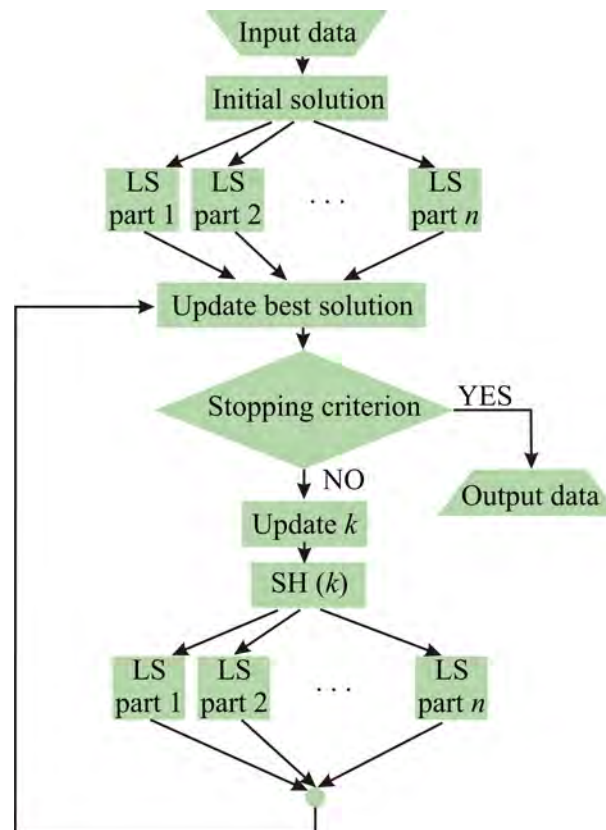 Input data
Initial solution
LS
part 1
LS
part 2
. . .
LS
part n
Update best solution
Stopping criterion
YES
NO
Output data
Update k
SH (k)
LS
part 1
LS
part 2
. . .
LS
part n